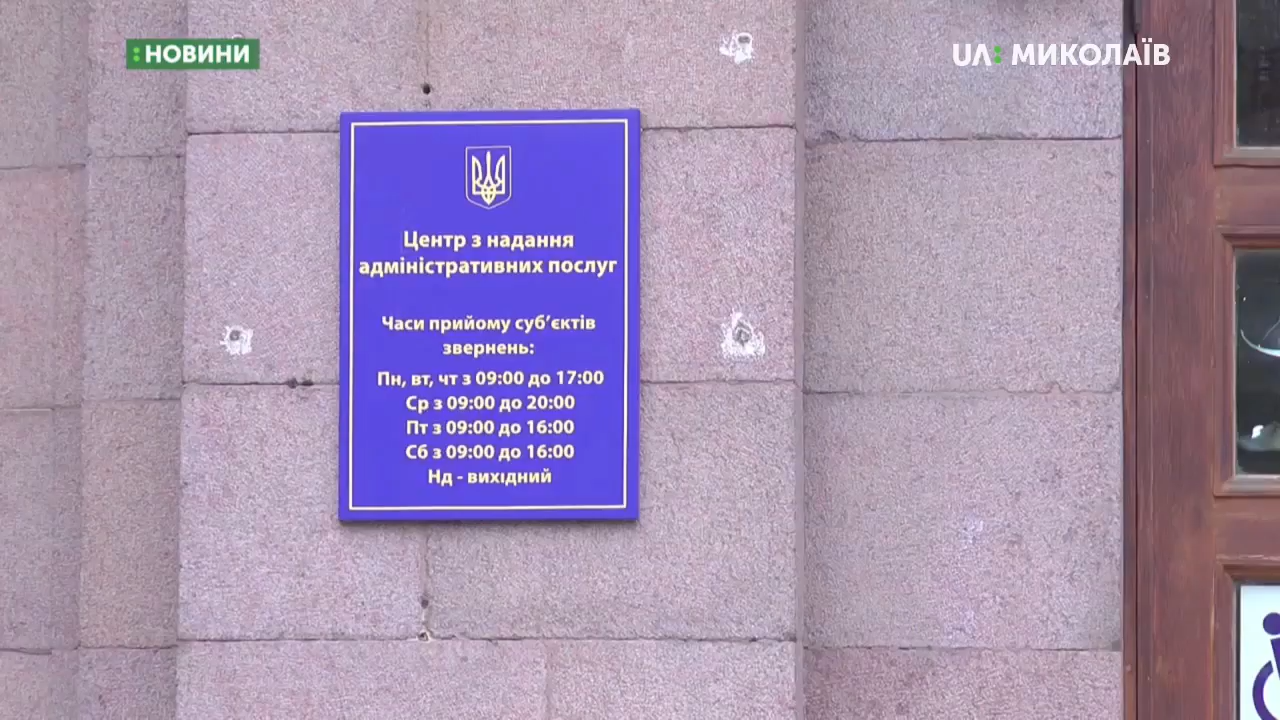 :НОВИНИ
UA: МИКОЛАЇВ
Центр з надання
адміністративних послуг
Часи прийому суб’єктів
звернень:
Пн, вт, чт з 09:00 до 17:00
Ср з 09:00 до 20:00
Пт з 09:00 до 16:00
Сб з 09:00 до 16:00
Нд - вихідний